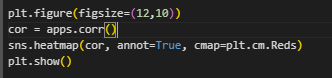 plt.figure(figsize=(12,10))
cor = apps.corr()
sns.heatmap(cor, annot=True, cmap=plt.cm.Reds)
plt.show()